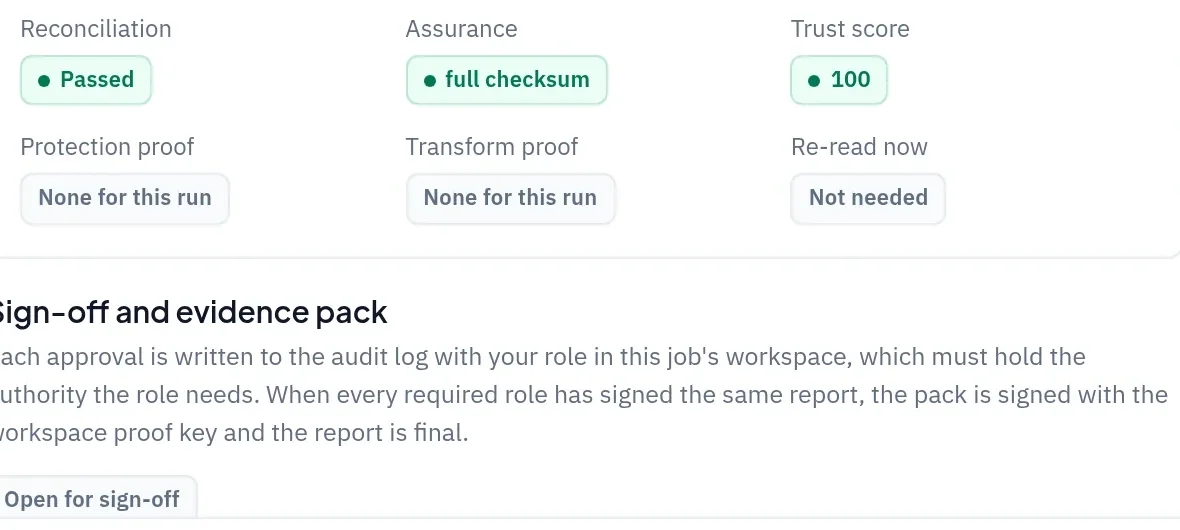 Reconciliation Assurance Trust score
Passed full checksum 100
Protection proof Transform proof Re-read now
None for this run None for this run Not needed
Sign-off and evidence pack
ach approval is written to the audit log with your role in this job's workspace, which must hold the
uthority the role needs. When every required role has signed the same report, the pack is signed with the
workspace proof key and the report is final.
Open for sign-off